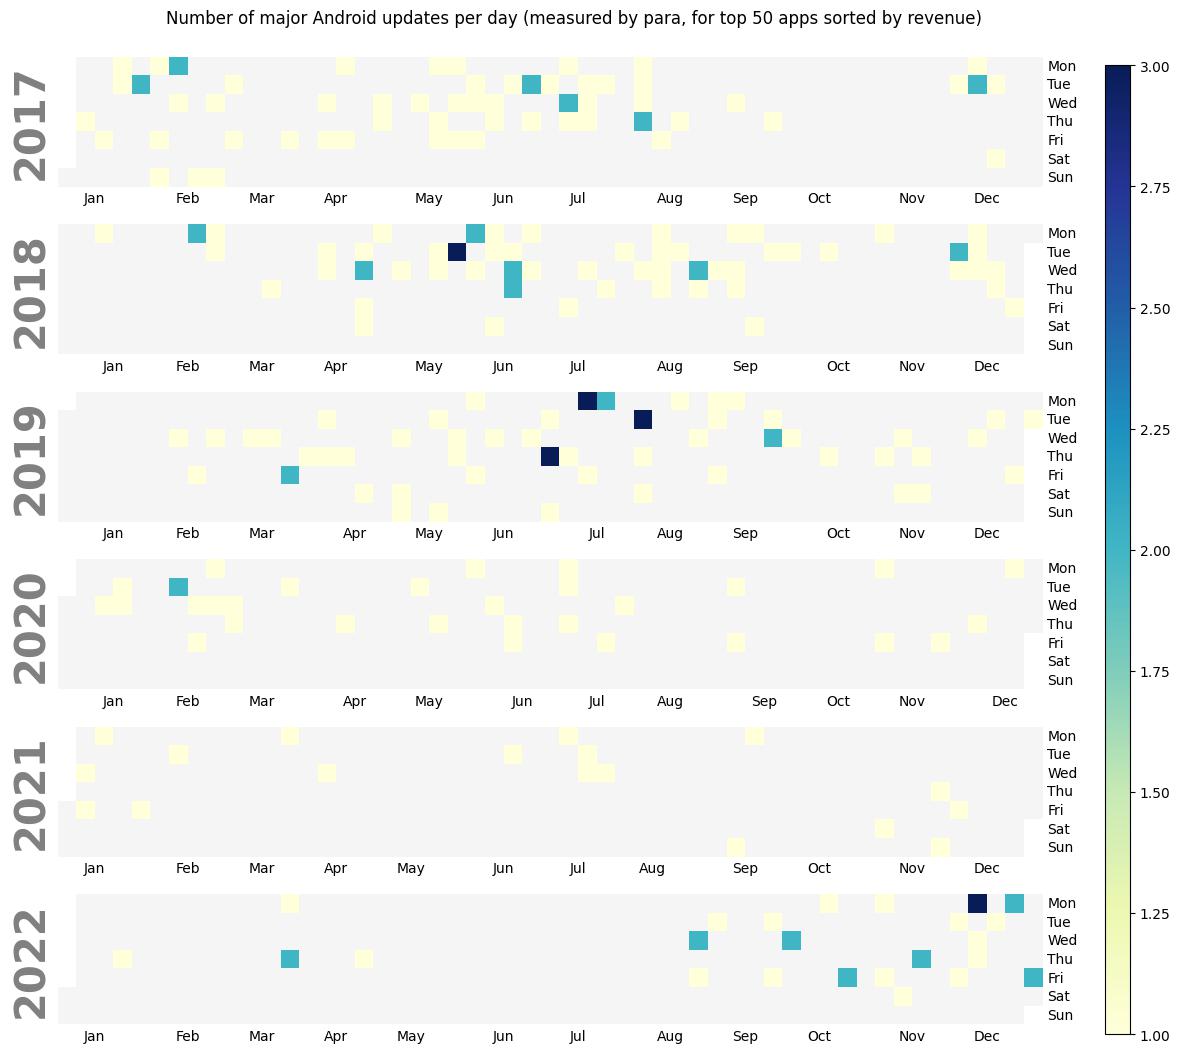 Number of major Android updates per day (measured by para, for top 50 apps sorted by revenue)
2017
Mon
Tue
Wed
Thu
Fri
Sat
Sun
Jan Feb Mar Apr May Jun Jul Aug Sep Oct Nov Dec
2018
Mon
Tue
Wed
Thu
Fri
Sat
Sun
Jan Feb Mar Apr May Jun Jul Aug Sep Oct Nov Dec
2019
Mon
Tue
Wed
Thu
Fri
Sat
Sun
Jan Feb Mar Apr May Jun Jul Aug Sep Oct Nov Dec
2020
Mon
Tue
Wed
Thu
Fri
Sat
Sun
Jan Feb Mar Apr May Jun Jul Aug Sep Oct Nov Dec
2021
Mon
Tue
Wed
Thu
Fri
Sat
Sun
Jan Feb Mar Apr May Jun Jul Aug Sep Oct Nov Dec
2022
Mon
Tue
Wed
Thu
Fri
Sat
Sun
Jan Feb Mar Apr May Jun Jul Aug Sep Oct Nov Dec
3.00
2.75
2.50
2.25
2.00
1.75
1.50
1.25
1.00